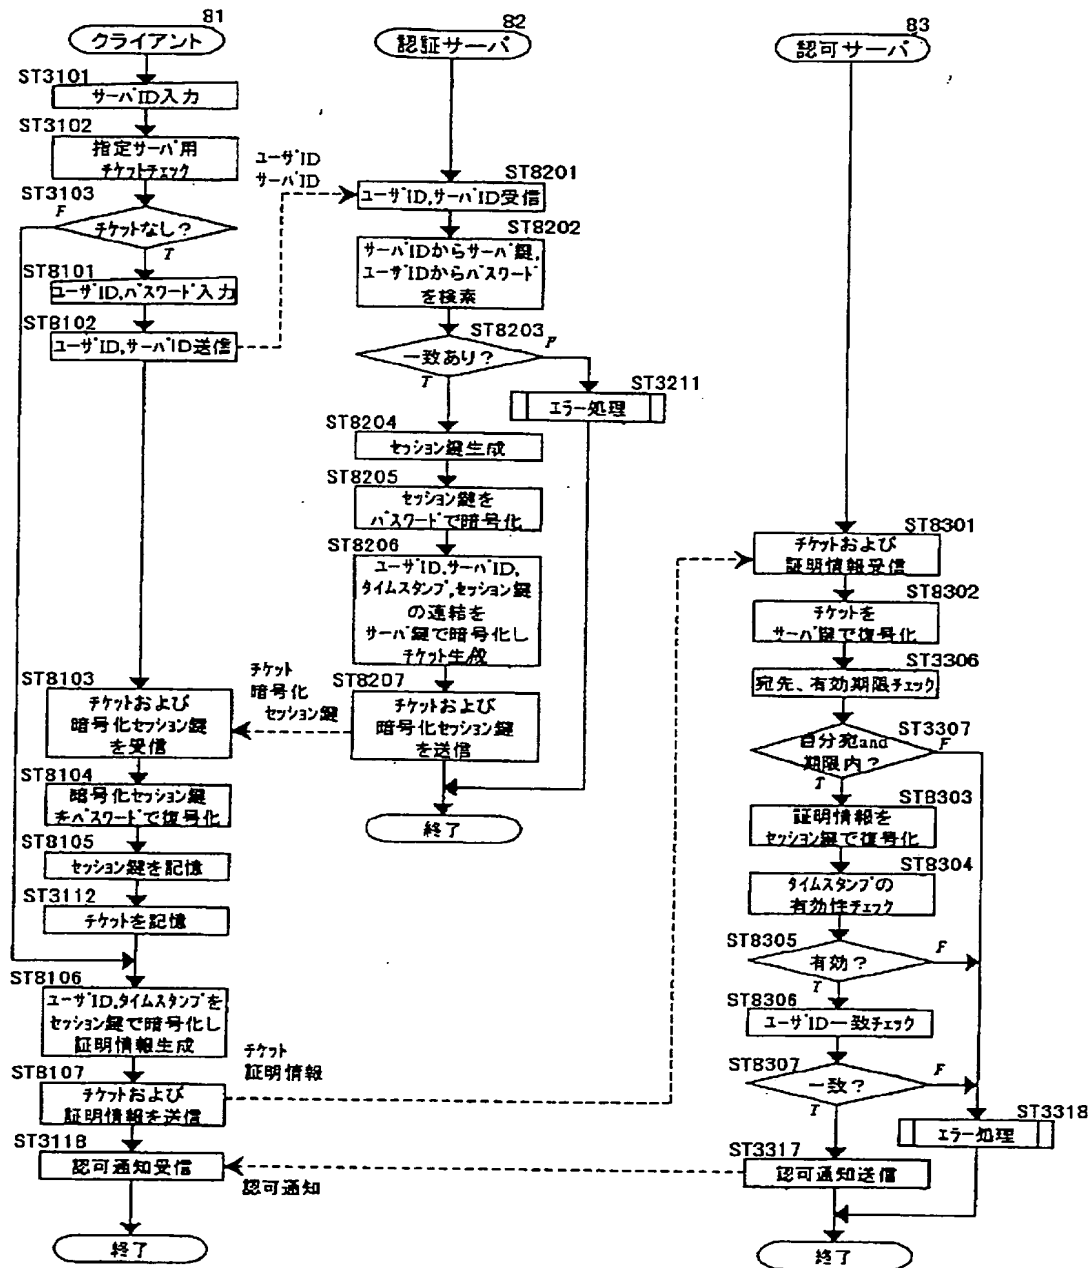 81
クライアント
ST3101
サーバID入力
ST3102
指定サーバ用
チケットチェック
ST3103
F
チケットなし?
T
ST8101
ユーザID,パスワード入力
ST8102
ユーザID,サーバID送信
ユーザID
サーバID
ST8103
チケットおよび
暗号化セッション鍵
を受信
ST8104
暗号化セッション鍵
をパスワードで復号化
ST8105
セッション鍵を記憶
ST3112
チケットを記憶
ST8106
ユーザID,タイムスタンプを
セッション鍵で暗号化し
証明情報生成
ST8107
チケットおよび
証明情報を送信
チケット
証明情報
ST3118
認可通知受信
認可通知
終了
82
認証サーバ
ST8201
ユーザID,サーバID受信
ST8202
サーバIDからサーバ鍵,
ユーザIDからパスワード
を検索
ST8203
一致あり?
F
T
ST3211
エラー処理
ST8204
セッション鍵生成
ST8205
セッション鍵を
パスワードで暗号化
ST8206
ユーザID,サーバID,
タイムスタンプ,セッション鍵
の連結を
サーバ鍵で暗号化し
チケット生成
ST8207
チケットおよび
暗号化セッション鍵
を送信
チケット
暗号化
セッション鍵
終了
83
認可サーバ
ST8301
チケットおよび
証明情報受信
ST8302
チケットを
サーバ鍵で復号化
ST3306
宛先、有効期限チェック
ST3307
自分宛and
期限内?
F
T
ST8303
証明情報を
セッション鍵で復号化
ST8304
タイムスタンプの
有効性チェック
ST8305
有効?
F
T
ST8306
ユーザID一致チェック
ST8307
一致?
F
T
ST3318
エラー処理
ST3317
認可通知送信
終了